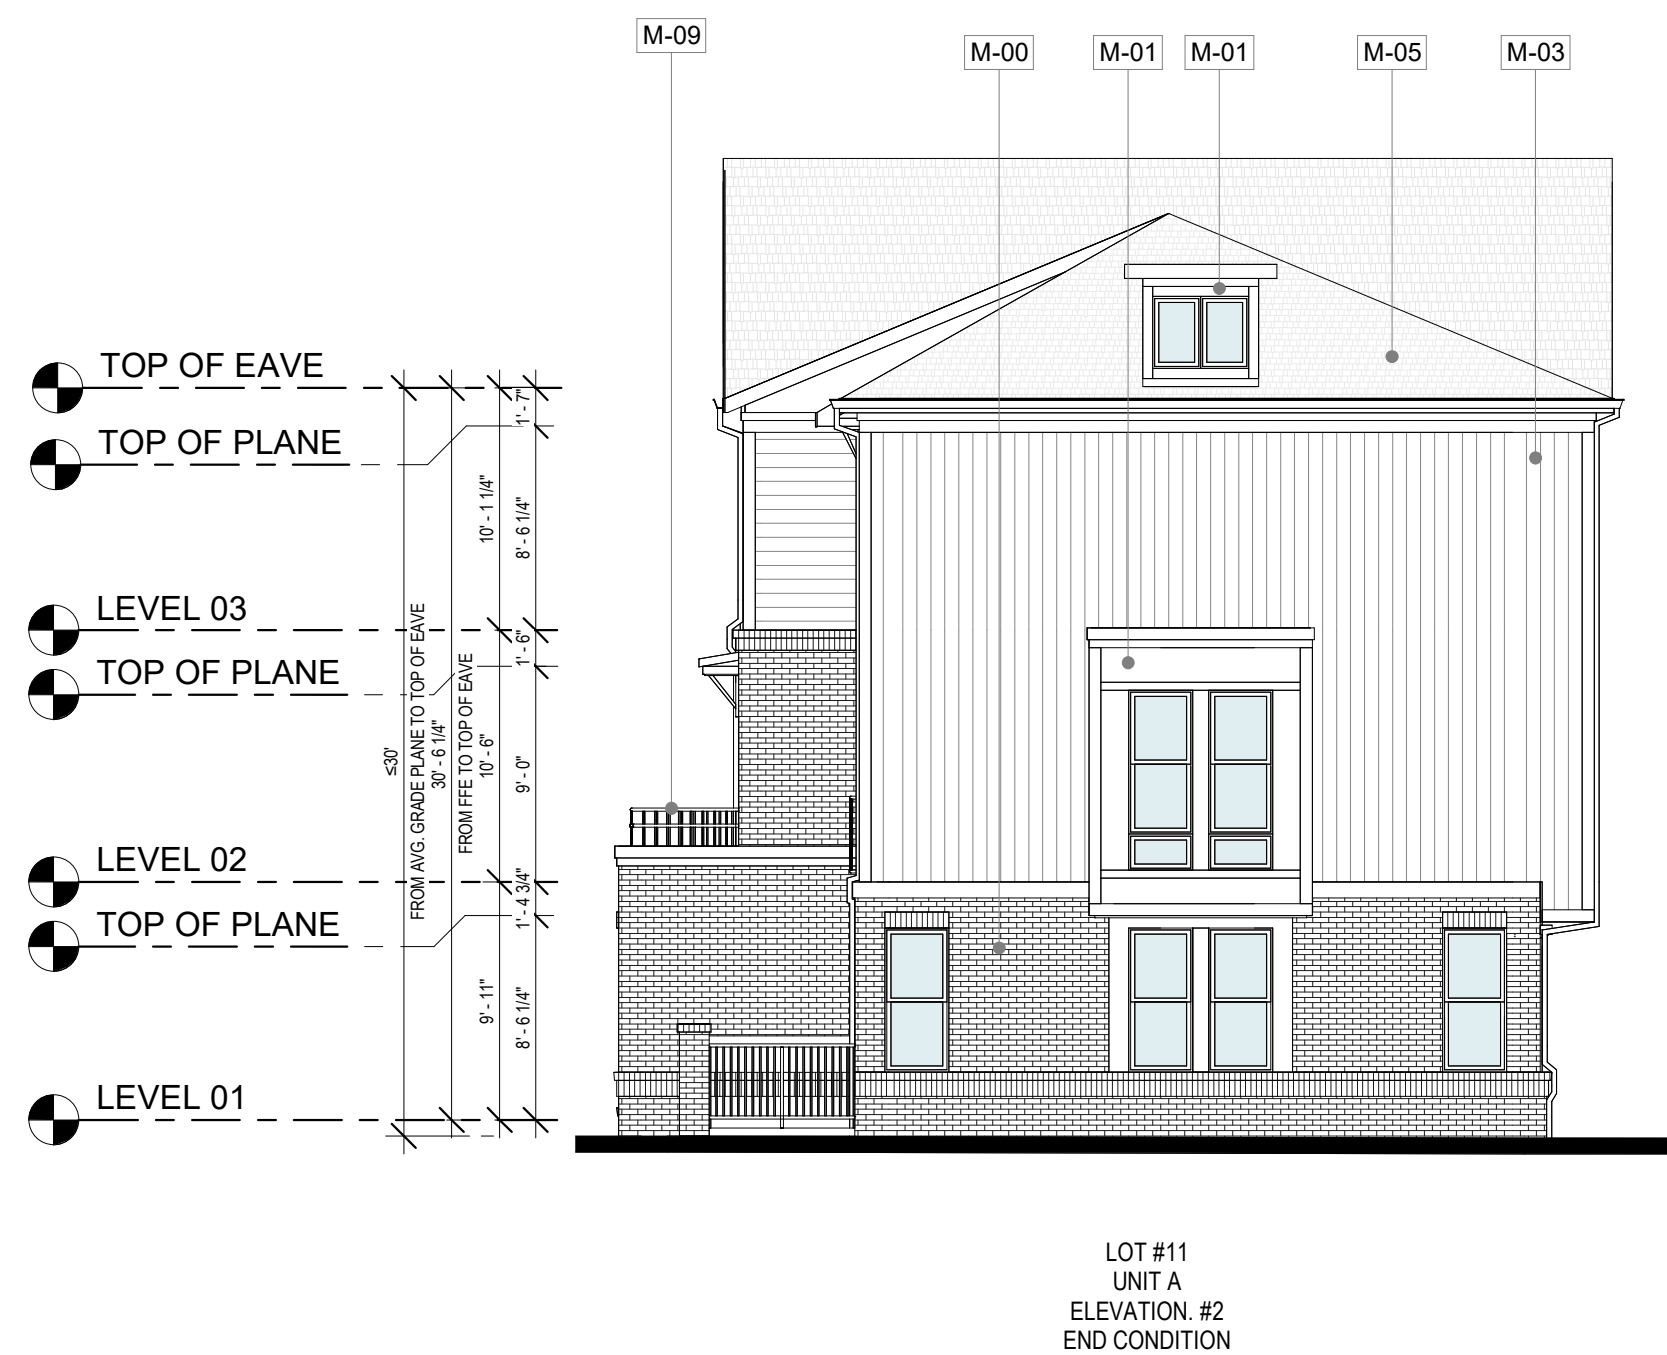 M-09
M-00
M-01
M-01
M-05
M-03
TOP OF EAVE
TOP OF PLANE
LEVEL 03
TOP OF PLANE
LEVEL 02
TOP OF PLANE
LEVEL 01
≤30'
FROM AVG. GRADE PLANE TO TOP OF EAVE
30' - 6 1/4"
FROM FFE TO TOP OF EAVE
10' - 1 1/4"
10' - 6"
9' - 11"
1' - 7"
8' - 6 1/4"
1' - 6"
9' - 0"
1' - 4 3/4"
8' - 6 1/4"
LOT #11
UNIT A
ELEVATION. #2
END CONDITION